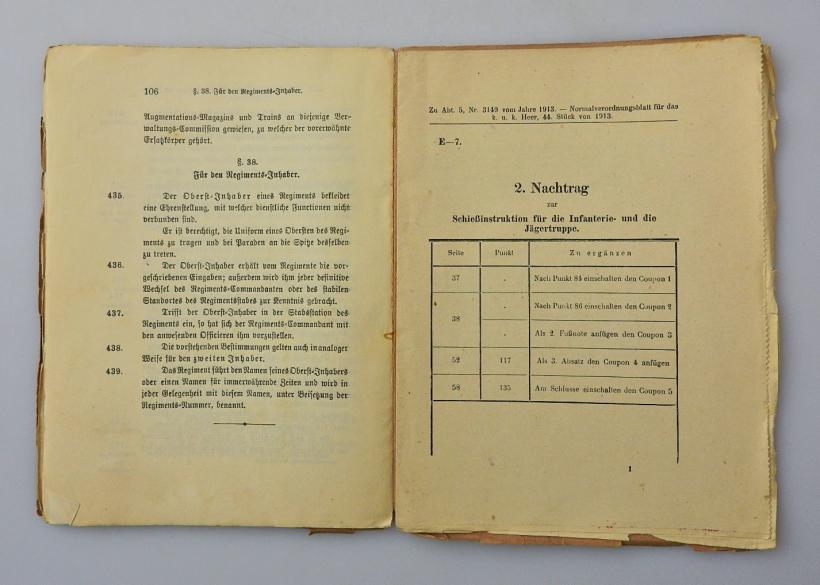 106 §. 38. Für den Regiments-Inhaber.
Augmentations-Magazins und Trains an diejenige Ver-
waltungs-Commission gewiesen, zu welcher der vorerwähnte
Ersatzkörper gehört.
§. 38.
Für den Regiments-Inhaber.
435. Der Oberst-Inhaber eines Regiments bekleidet
eine Ehrenstellung, mit welcher dienstliche Functionen nicht
verbunden sind.
Er ist berechtigt, die Uniform eines Obersten des Regi-
ments zu tragen und bei Paraden an die Spitze desselben
zu treten.
436. Der Oberst-Inhaber erhält vom Regimente die vor-
geschriebenen Eingaben; außerdem wird ihm jeder definitive
Wechsel des Regiments-Commandanten oder des stabilen
Standortes des Regimentsstabes zur Kenntnis gebracht.
437. Trifft der Oberst-Inhaber in der Stabsstation des
Regiments ein, so hat sich der Regiments-Commandant mit
den anwesenden Officieren ihm vorzustellen.
438. Die vorstehenden Bestimmungen gelten auch in analoger
Weise für den zweiten Inhaber.
439. Das Regiment führt den Namen seines Oberst-Inhabers
oder einen Namen für immerwährende Zeiten und wird in
jeder Gelegenheit mit diesem Namen, unter Beisetzung der
Regiments-Nummer, benannt.
Zu Abt. 5, Nr. 3149 vom Jahre 1913. — Normalverordnungsblatt für das
k. u. k. Heer, 44. Stück von 1913.
E—7.
2. Nachtrag
zur
Schießinstruktion für die Infanterie- und die
Jägertruppe.
Seite Punkt Zu ergänzen
37 . Nach Punkt 84 einschalten den Coupon 1
38 . Nach Punkt 86 einschalten den Coupon 2
. Als 2. Fußnote anfügen den Coupon 3
52 117 Als 3. Absatz den Coupon 4 anfügen
58 135 Am Schlusse einschalten den Coupon 5
1